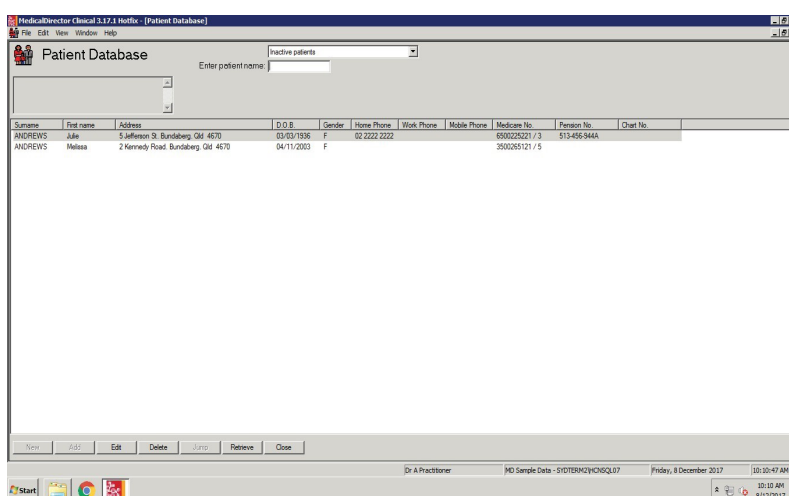 MedicalDirector Clinical 3.17.1 Hotfix - [Patient Database]
File Edit View Window Help
Patient Database
Inactive patients
Enter patient name:
Surname First name Address D.O.B. Gender Home Phone Work Phone Mobile Phone Medicare No. Pension No. Chart No.
ANDREWS Julie 5 Jefferson St. Bundaberg. Qld 4670 03/03/1936 F 02 2222 2222 6500225221 / 3 513-456-944A
ANDREWS Melissa 2 Kennedy Road. Bundaberg. Qld 4670 04/11/2003 F 3500265121 / 5
New Add Edit Delete Jump Retrieve Close
Dr A Practitioner MD Sample Data - SYDTERM2\HCNSQL07 Friday, 8 December 2017 10:10:47 AM
Start 10:10 AM
8/12/2017